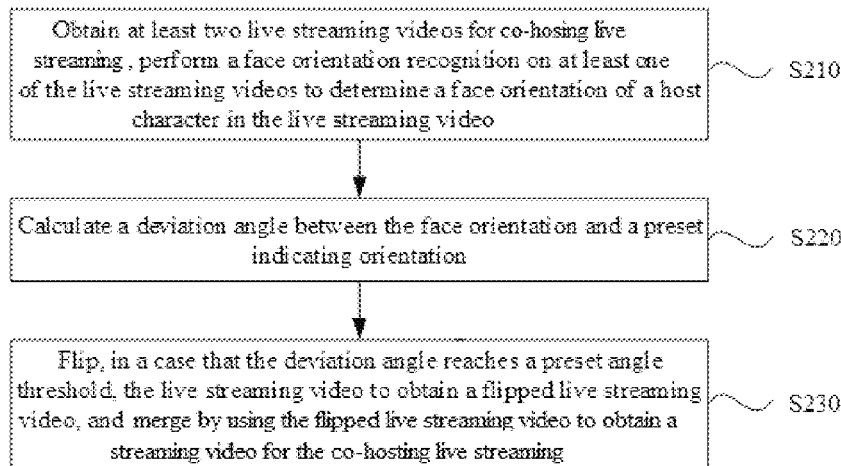 Obtain at least two live streaming videos for co-hosing live
streaming, perform a face orientation recognition on at least one
of the live streaming videos to determine a face orientation of a host
character in the live streaming video
S210
Calculate a deviation angle between the face orientation and a preset
indicating orientation
S220
Flip, in a case that the deviation angle reaches a preset angle
threshold, the live streaming video to obtain a flipped live streaming
video, and merge by using the flipped live streaming video to obtain a
streaming video for the co-hosting live streaming
S230